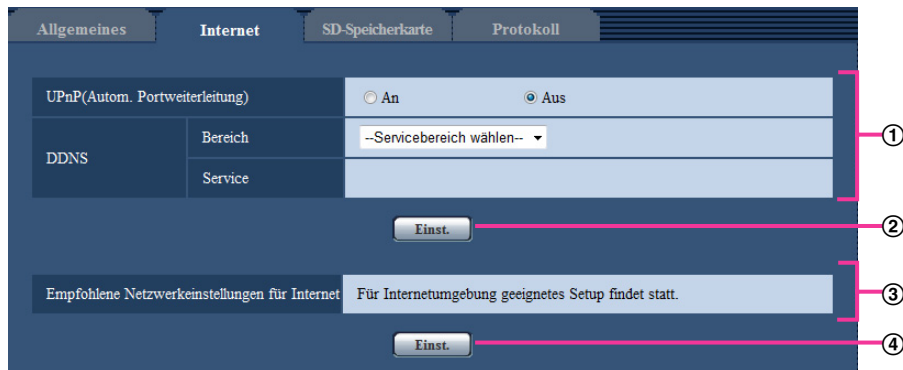 Allgemeines Internet SD-Speicherkarte Protokoll
UPnP(Autom. Portweiterleitung) An Aus
DDNS
Bereich --Servicebereich wählen--
Service
①
Einst. ②
Empfohlene Netzwerkeinstellungen für Internet Für Internetumgebung geeignetes Setup findet statt. ③
Einst. ④